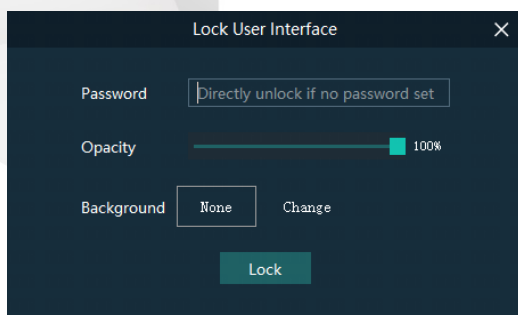 Lock User Interface
Password Directly unlock if no password set
Opacity 100%
Background None Change
Lock